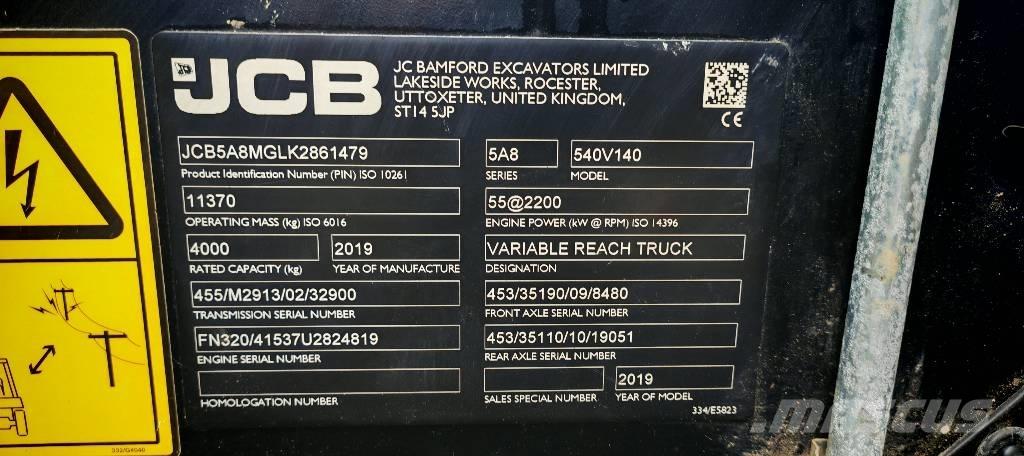 JCB
JC BAMFORD EXCAVATORS LIMITED
LAKESIDE WORKS, ROCESTER,
UTTOXETER, UNITED KINGDOM,
ST14 5JP
CE
JCB5A8MGLK2861479
Product Identification Number (PIN) ISO 10261
5A8
SERIES
540V140
MODEL
11370
OPERATING MASS (kg) ISO 6016
55@2200
ENGINE POWER (kW @ RPM) ISO 14396
4000
RATED CAPACITY (kg)
2019
YEAR OF MANUFACTURE
VARIABLE REACH TRUCK
DESIGNATION
455/M2913/02/32900
TRANSMISSION SERIAL NUMBER
453/35190/09/8480
FRONT AXLE SERIAL NUMBER
FN320/41537U2824819
ENGINE SERIAL NUMBER
453/35110/10/19051
REAR AXLE SERIAL NUMBER
HOMOLOGATION NUMBER
SALES SPECIAL NUMBER
2019
YEAR OF MODEL
334/E5823
332/G4940
Mascus